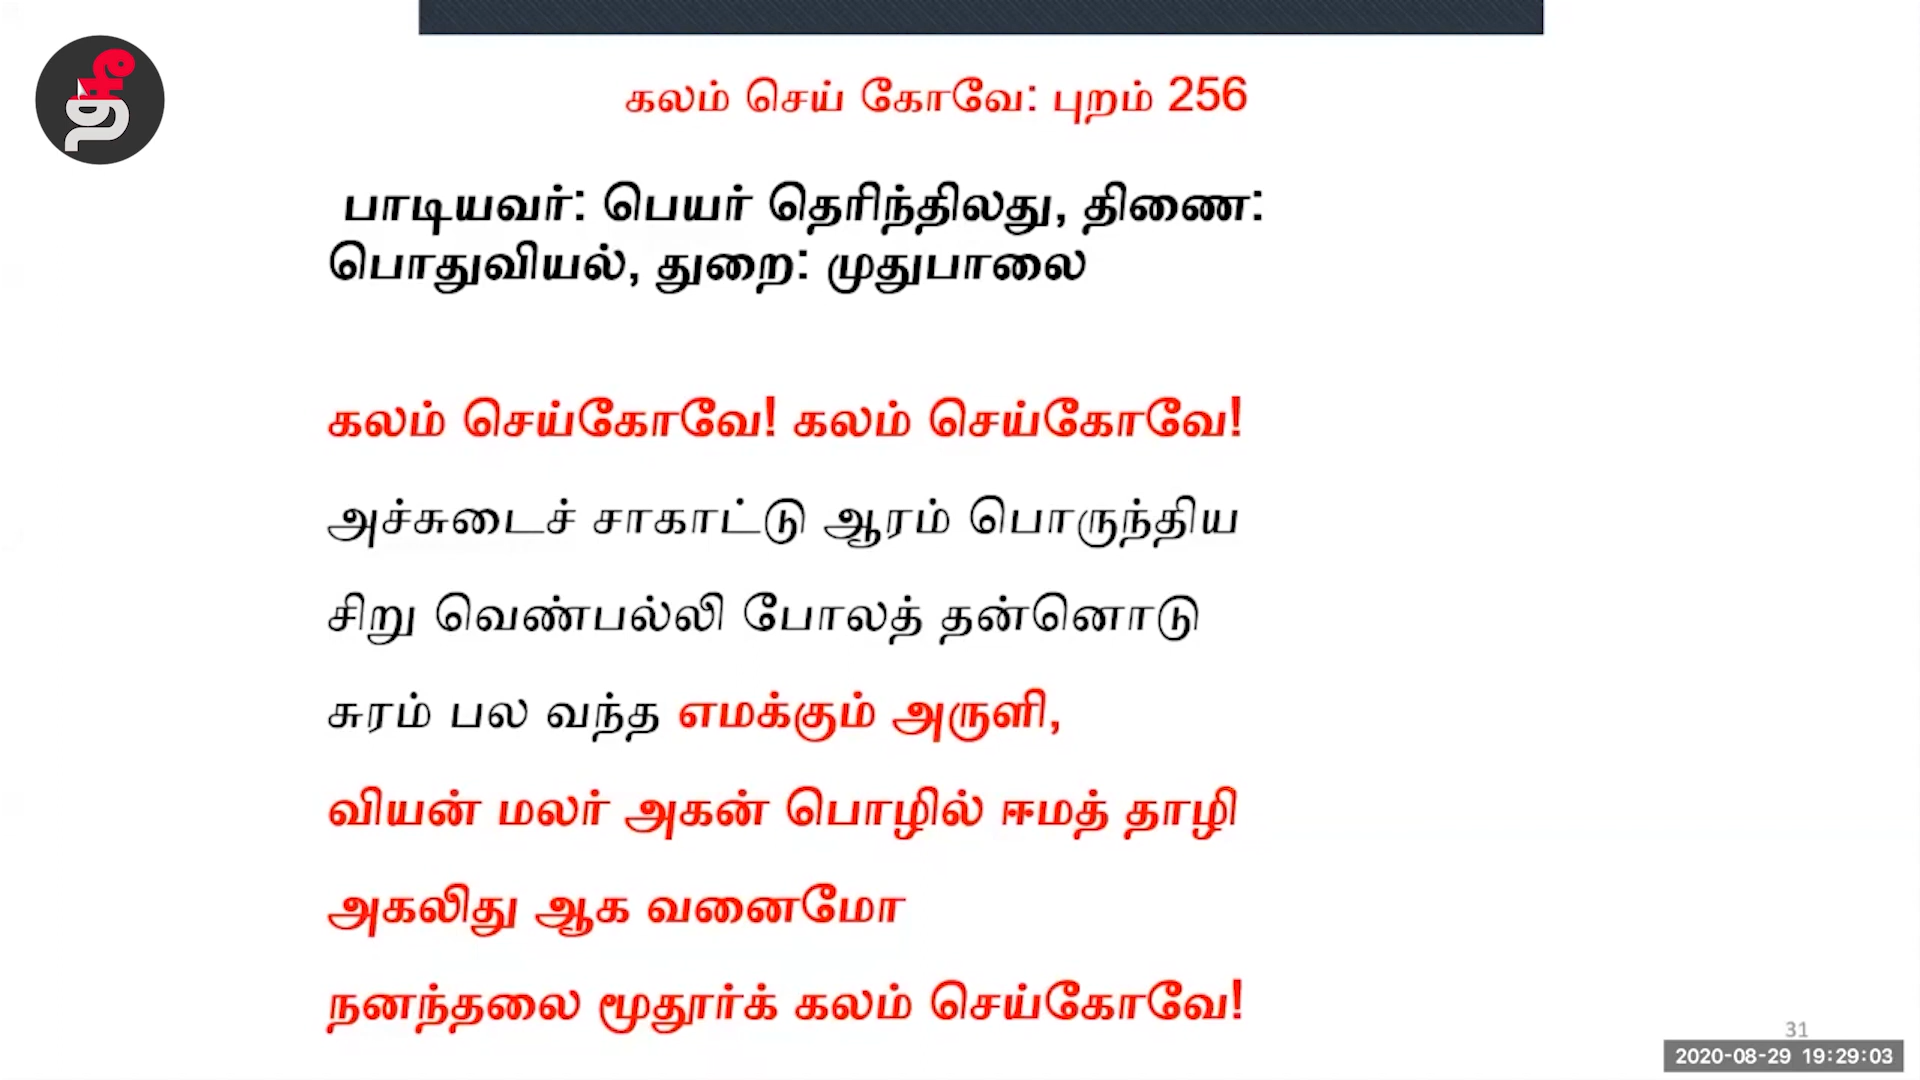 கலம் செய் கோவே: புறம் 256
பாடியவர்: பெயர் தெரிந்திலது, திணை:
பொதுவியல், துறை: முதுபாலை
கலம் செய்கோவே! கலம் செய்கோவே!
அச்சுடைச் சாகாட்டு ஆரம் பொருந்திய
சிறு வெண்பல்லி போலத் தன்னொடு
சுரம் பல வந்த எமக்கும் அருளி,
வியன் மலர் அகன் பொழில் ஈமத் தாழி
அகலிது ஆக வனைமோ
நனந்தலை மூதூர்க் கலம் செய்கோவே!
31
2020-08-29 19:29:03